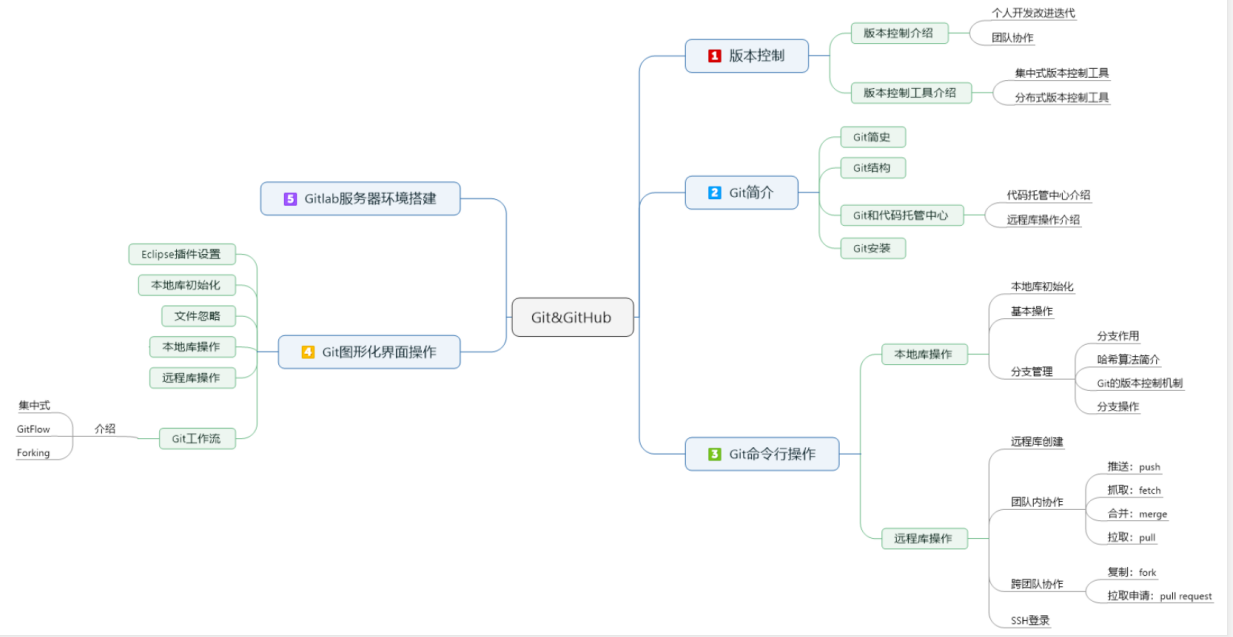 Git&GitHub
1 版本控制
版本控制介绍
个人开发改进迭代
团队协作
版本控制工具介绍
集中式版本控制工具
分布式版本控制工具
2 Git简介
Git简史
Git结构
Git和代码托管中心
代码托管中心介绍
远程库操作介绍
Git安装
3 Git命令行操作
本地库操作
本地库初始化
基本操作
分支管理
分支作用
哈希算法简介
Git的版本控制机制
分支操作
远程库操作
远程库创建
团队内协作
推送：push
抓取：fetch
合并：merge
拉取：pull
跨团队协作
复制：fork
拉取申请：pull request
SSH登录
4 Git图形化界面操作
Eclipse插件设置
本地库初始化
文件忽略
本地库操作
远程库操作
Git工作流
介绍
集中式
GitFlow
Forking
5 Gitlab服务器环境搭建